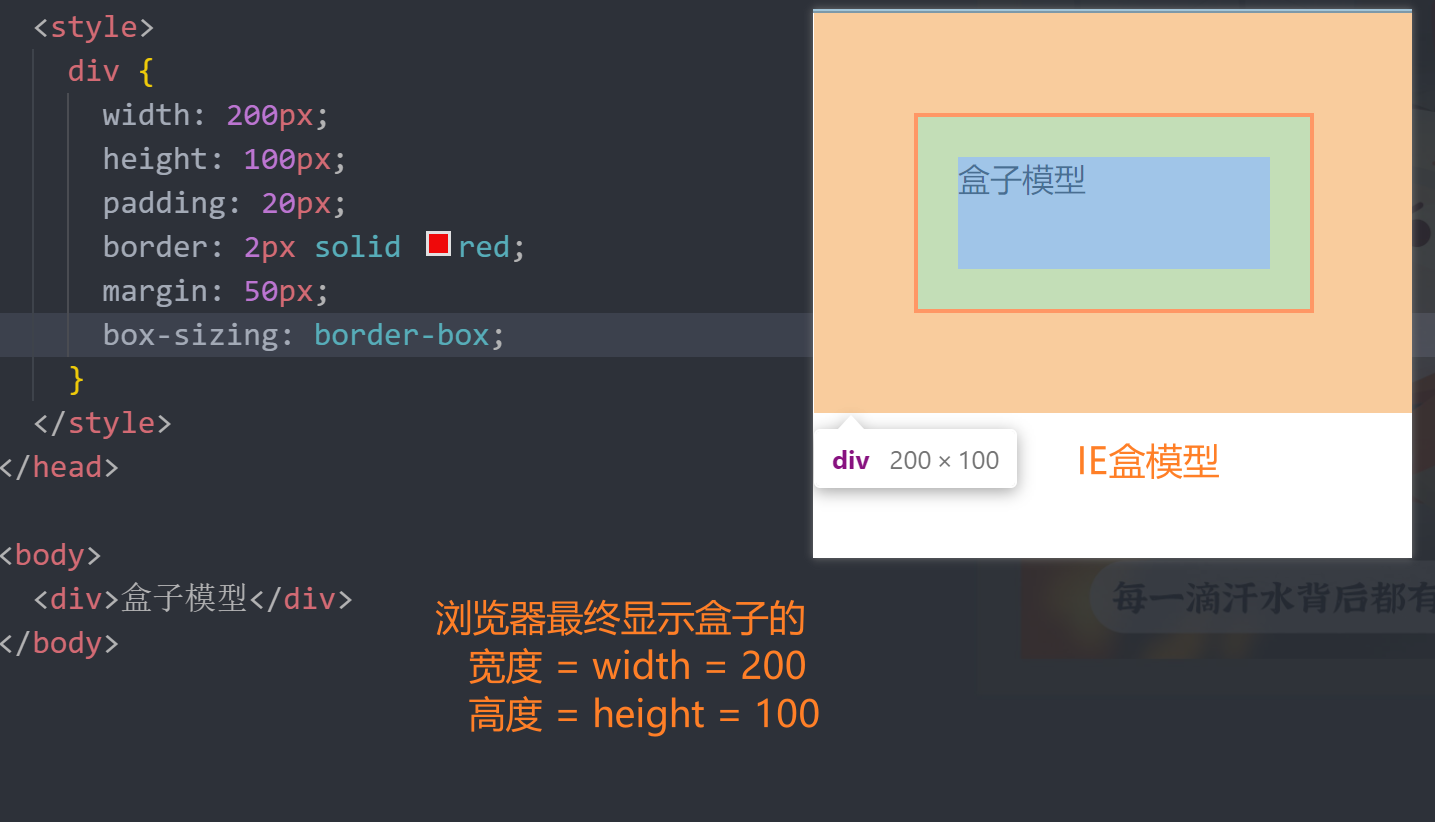 <style>
div {
width: 200px;
height: 100px;
padding: 20px;
border: 2px solid red;
margin: 50px;
box-sizing: border-box;
}
</style>
</head>
<body>
<div>盒子模型</div>
</body>
盒子模型
div 200 × 100
IE盒模型
浏览器最终显示盒子的
宽度 = width = 200
高度 = height = 100
每一滴汗水背后都有